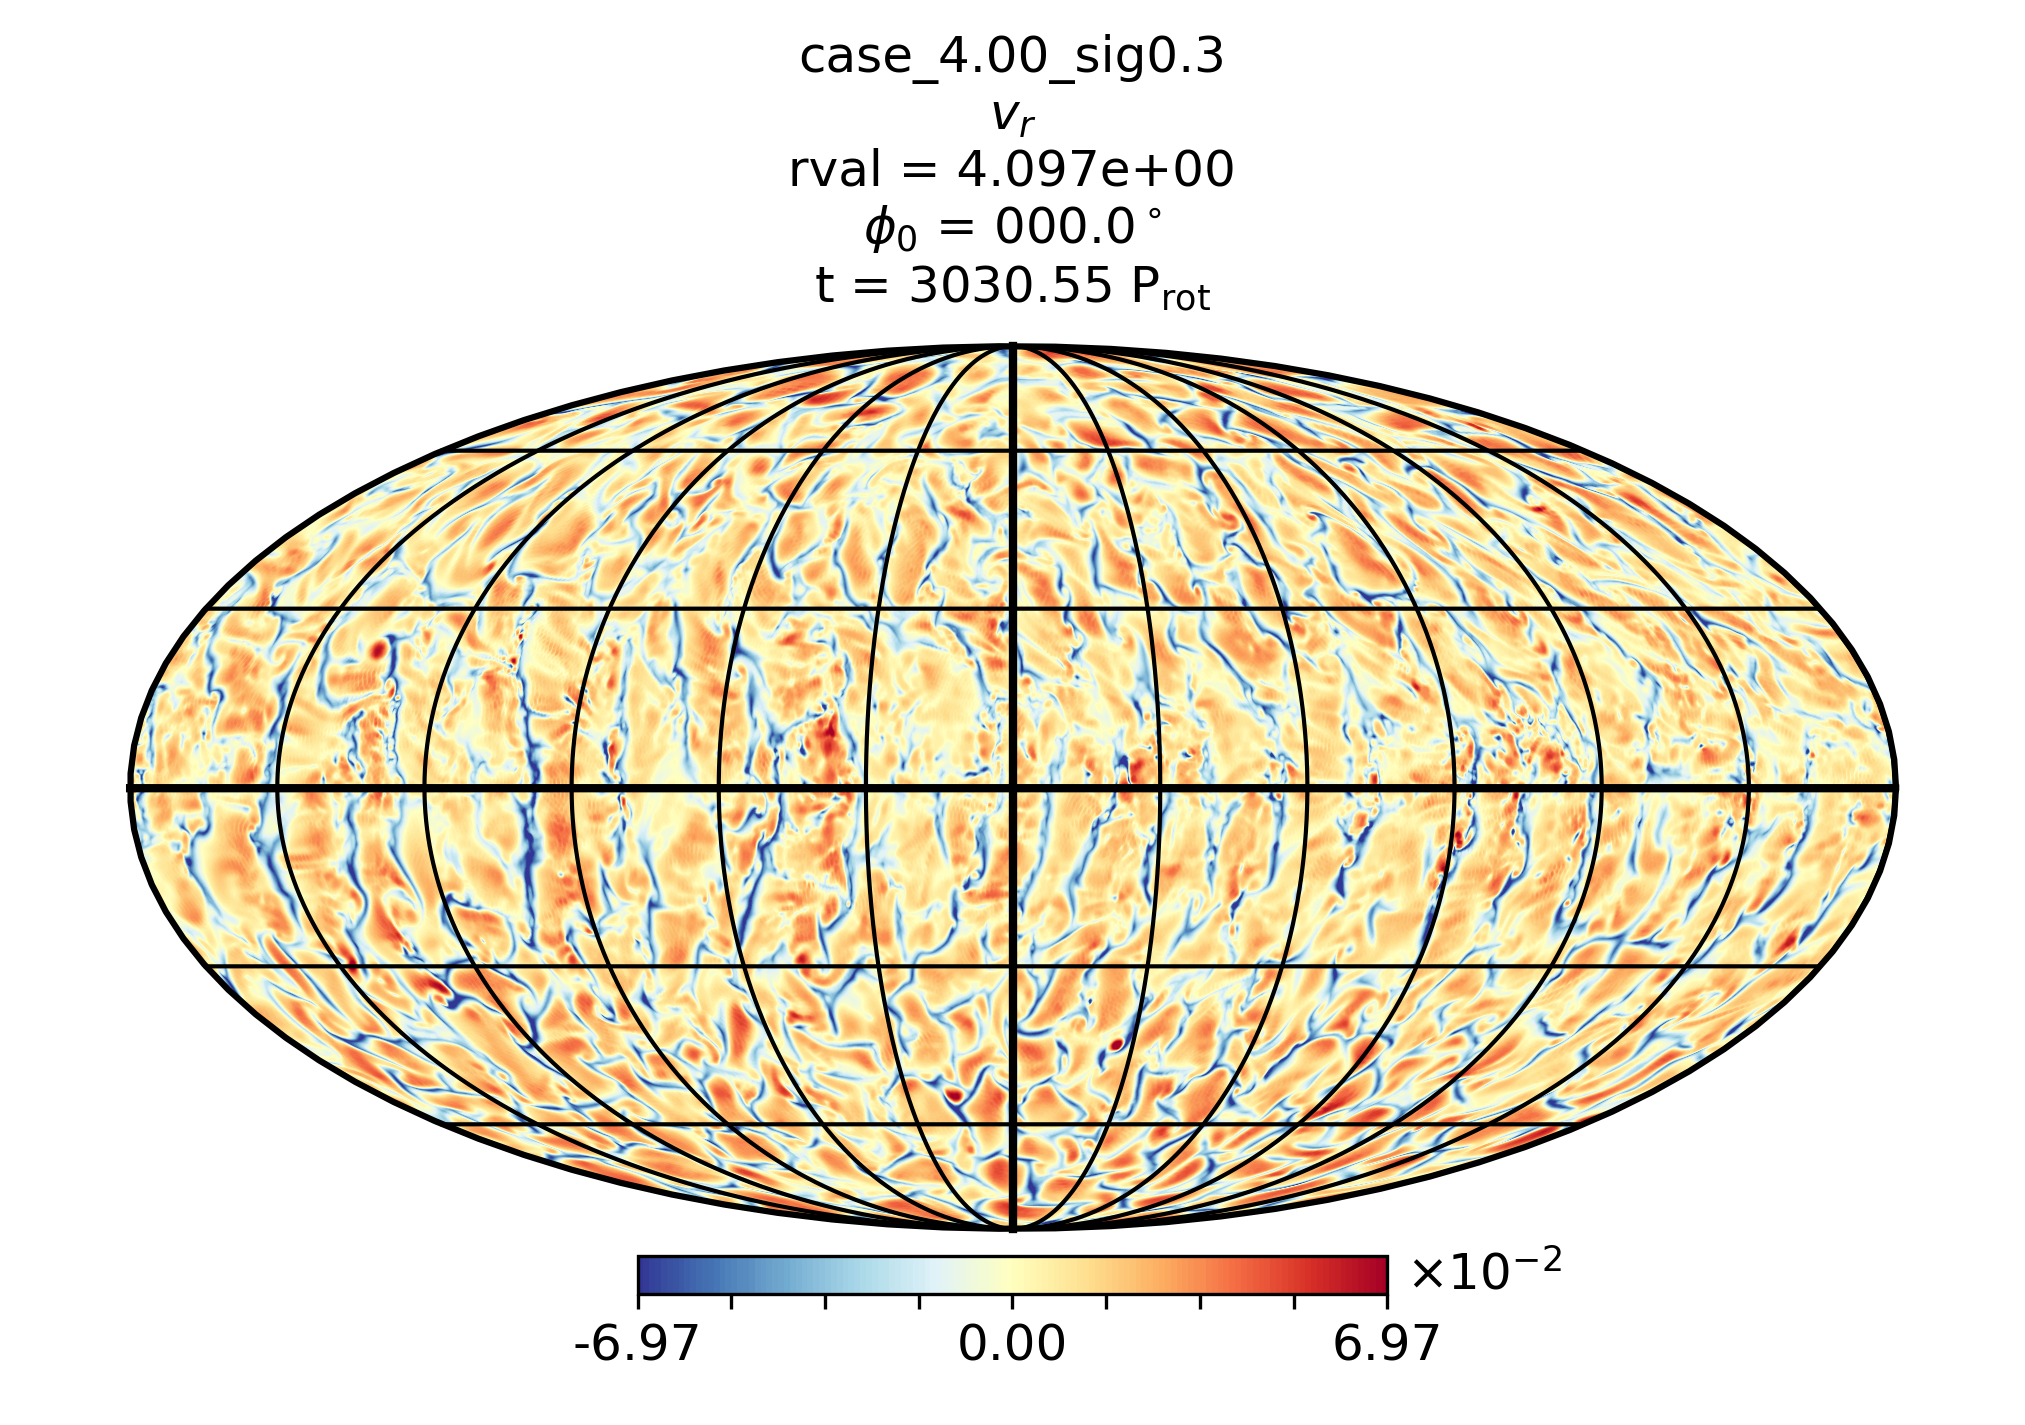 case_4.00_sig0.3
v_r
rval = 4.097e+00
ϕ₀ = 000.0°
t = 3030.55 P_rot
×10⁻²
-6.97 0.00 6.97